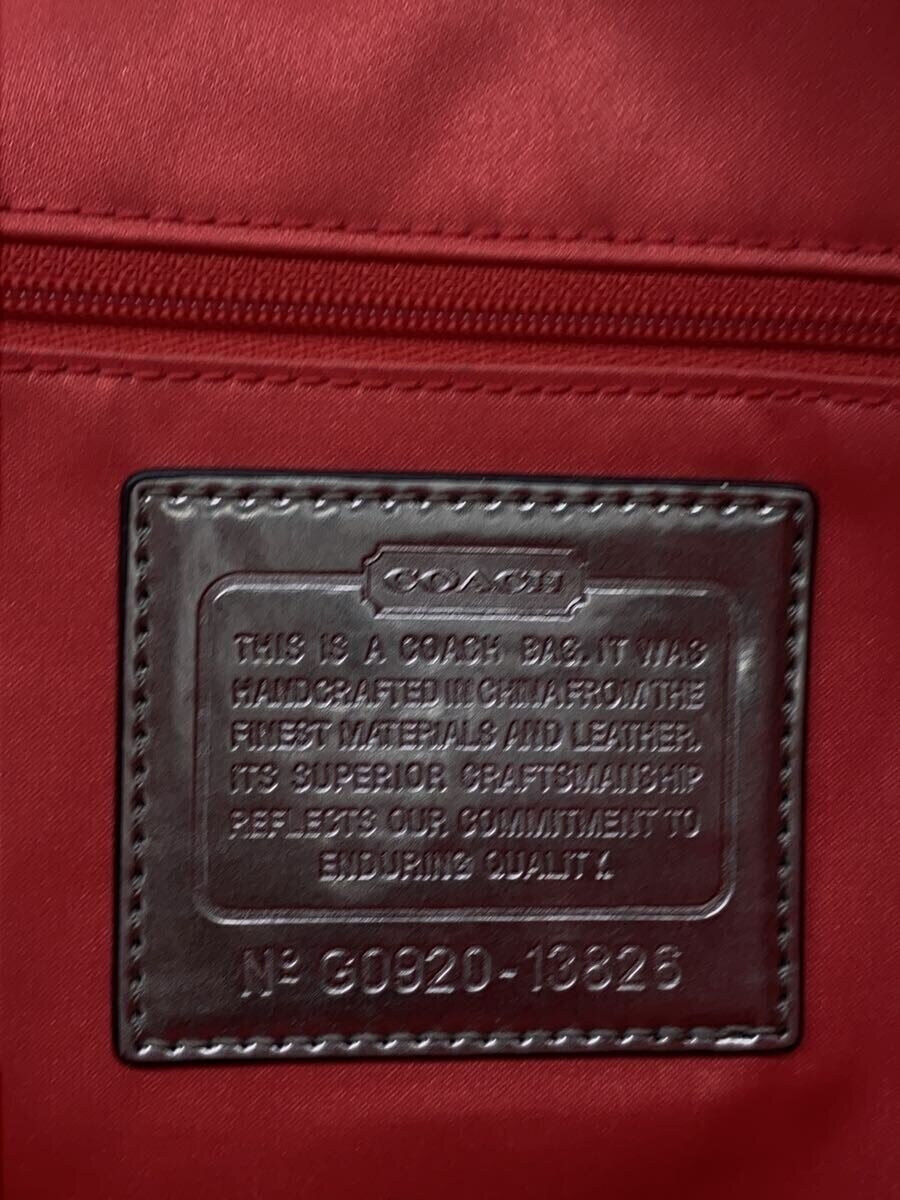 COACH
THIS IS A COACH BAG. IT WAS
HANDCRAFTED IN CHINA FROM THE
FINEST MATERIALS AND LEATHER.
ITS SUPERIOR CRAFTSMANSHIP
REFLECTS OUR COMMITMENT TO
ENDURING QUALITY.
Nº G0920-13826